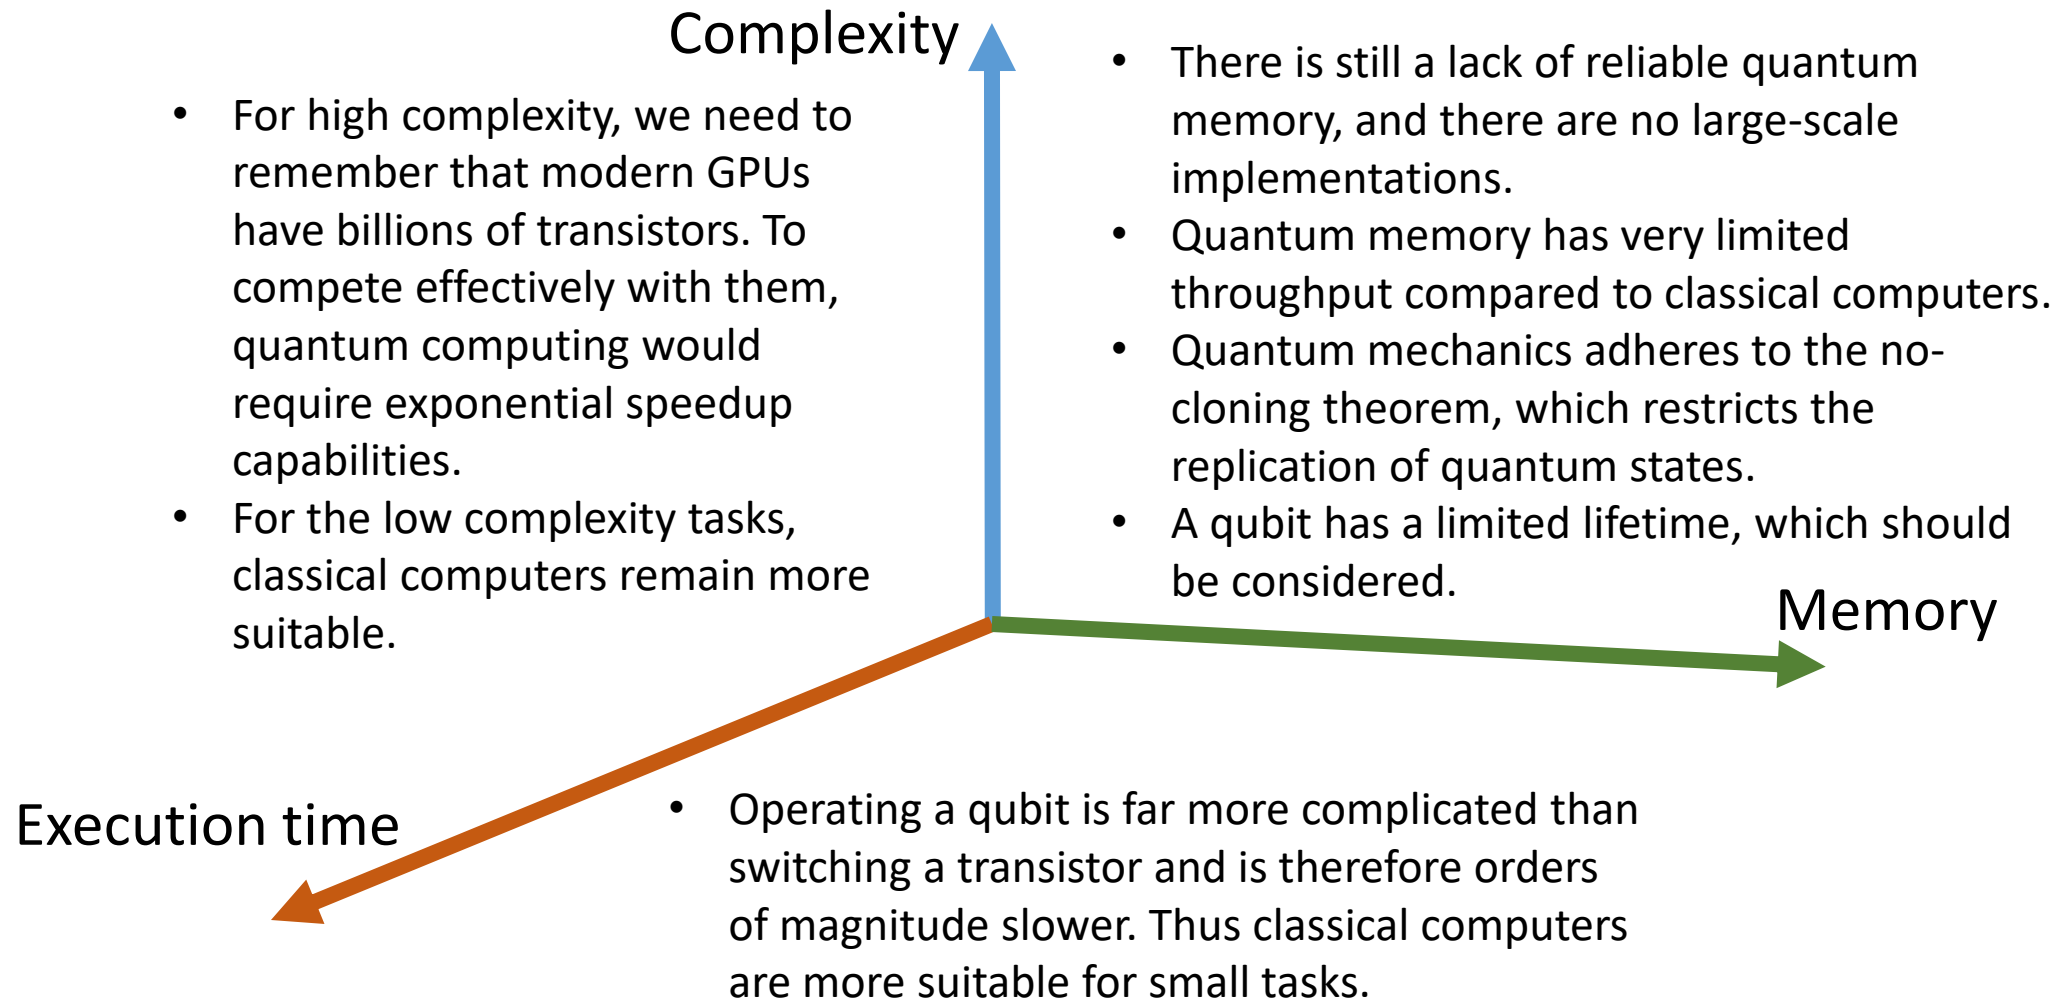 Complexity
• For high complexity, we need to
remember that modern GPUs
have billions of transistors. To
compete effectively with them,
quantum computing would
require exponential speedup
capabilities.
• For the low complexity tasks,
classical computers remain more
suitable.
• There is still a lack of reliable quantum
memory, and there are no large-scale
implementations.
• Quantum memory has very limited
throughput compared to classical computers.
• Quantum mechanics adheres to the no-
cloning theorem, which restricts the
replication of quantum states.
• A qubit has a limited lifetime, which should
be considered.
Memory
Execution time
• Operating a qubit is far more complicated than
switching a transistor and is therefore orders
of magnitude slower. Thus classical computers
are more suitable for small tasks.